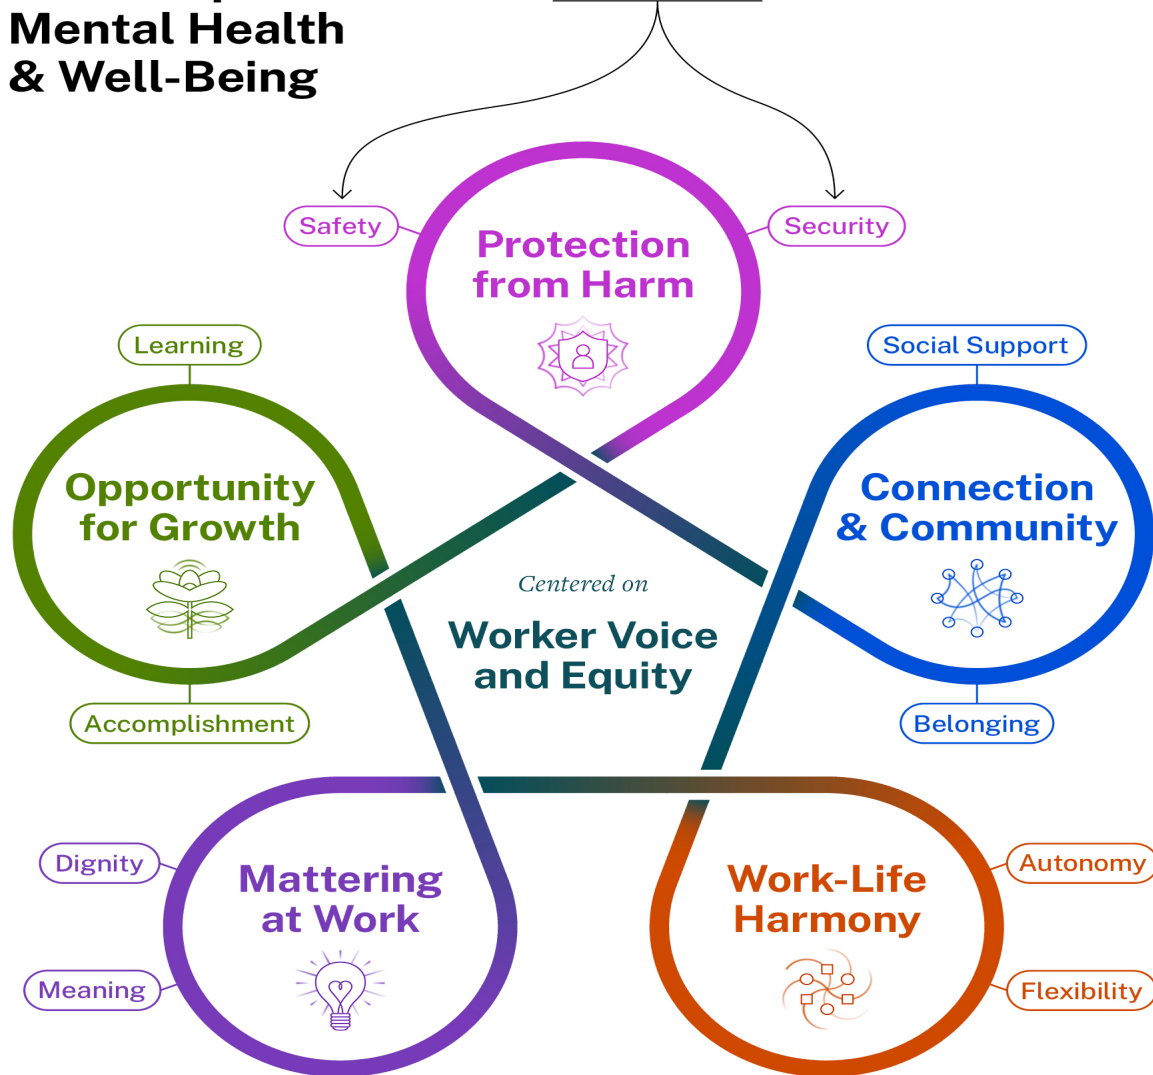 Mental Health
& Well-Being
Safety
Protection
from Harm
Security
Learning
Social Support
Opportunity
for Growth
Connection
& Community
Centered on
Worker Voice
and Equity
Accomplishment
Belonging
Dignity
Mattering
at Work
Work-Life
Harmony
Autonomy
Meaning
Flexibility